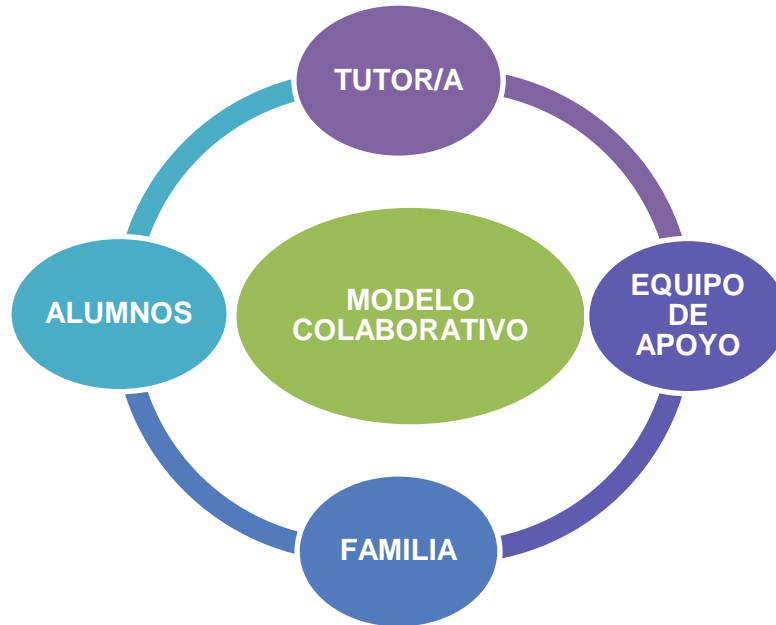 TUTOR/A
ALUMNOS
MODELO
COLABORATIVO
EQUIPO
DE
APOYO
FAMILIA